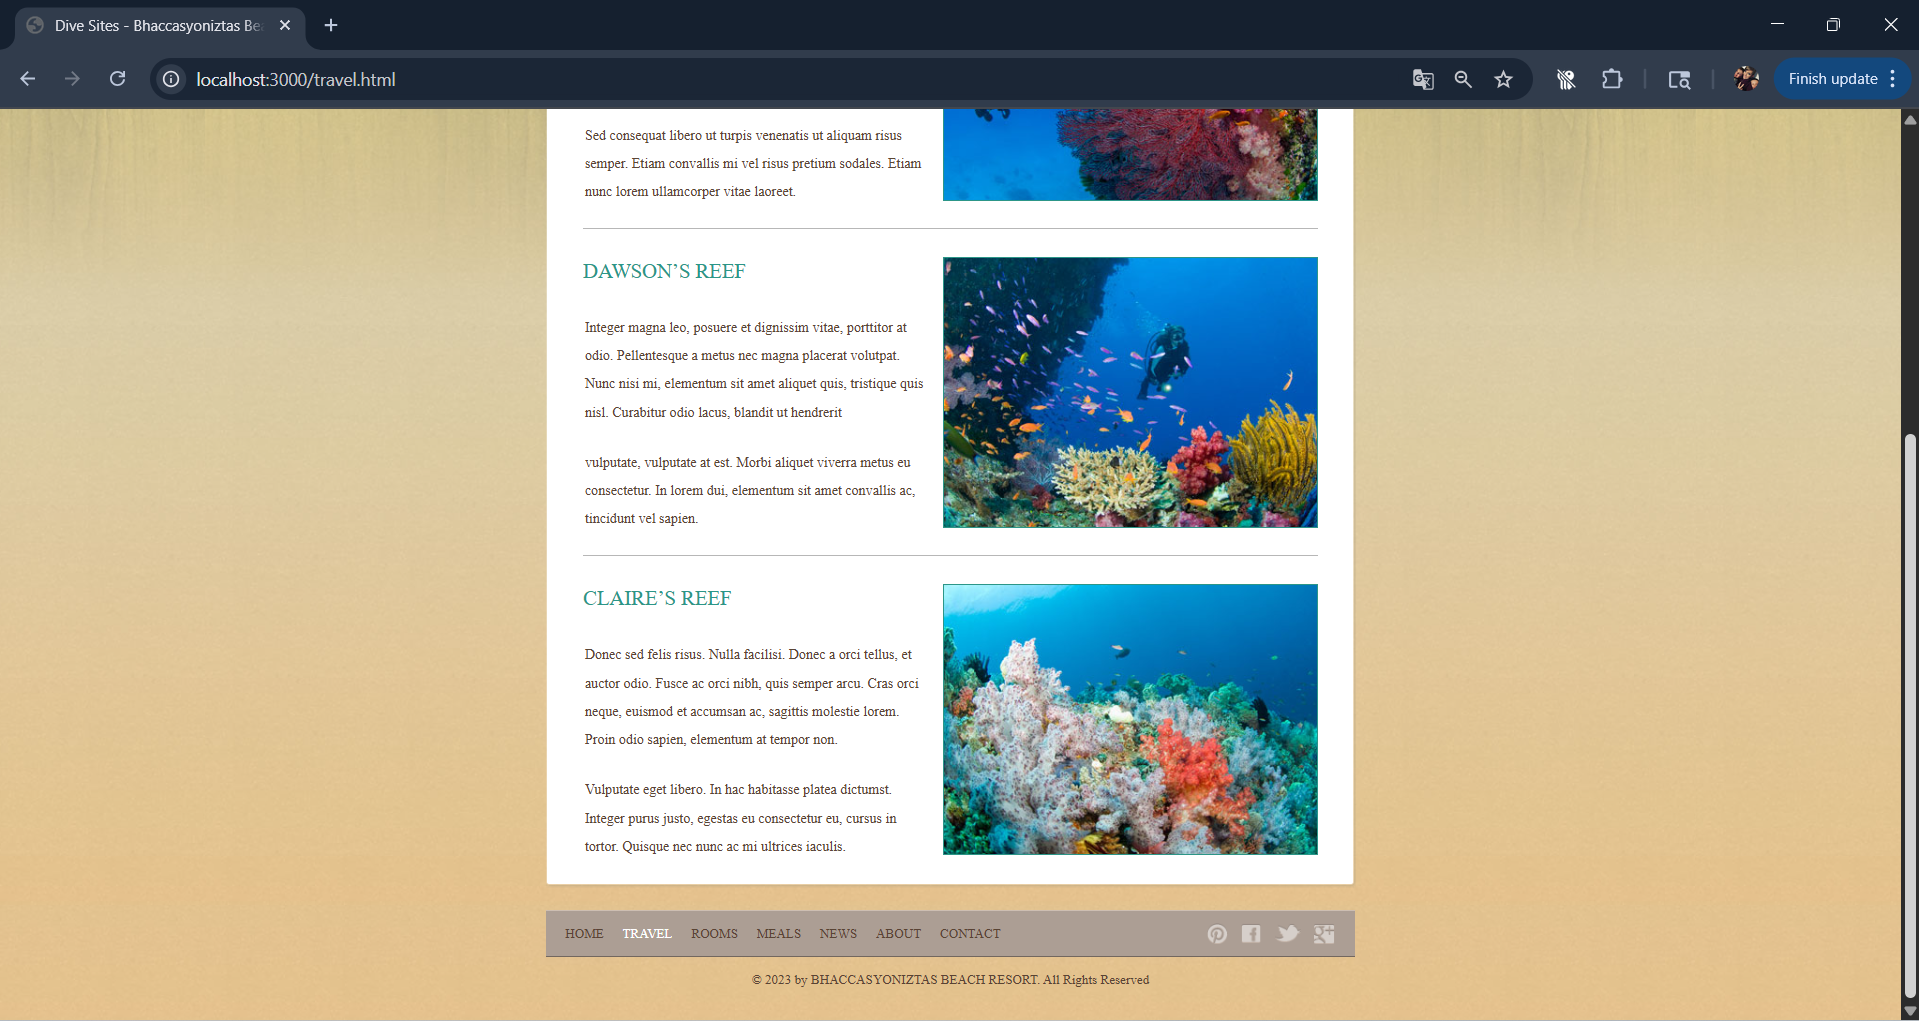 Dive Sites - Bhaccasyoniztas Be
localhost:3000/travel.html
Finish update
Sed consequat libero ut turpis venenatis ut aliquam risus
semper. Etiam convallis mi vel risus pretium sodales. Etiam
nunc lorem ullamcorper vitae laoreet.
DAWSON’S REEF
Integer magna leo, posuere et dignissim vitae, porttitor at
odio. Pellentesque a metus nec magna placerat volutpat.
Nunc nisi mi, elementum sit amet aliquet quis, tristique quis
nisl. Curabitur odio lacus, blandit ut hendrerit
vulputate, vulputate at est. Morbi aliquet viverra metus eu
consectetur. In lorem dui, elementum sit amet convallis ac,
tincidunt vel sapien.
CLAIRE’S REEF
Donec sed felis risus. Nulla facilisi. Donec a orci tellus, et
auctor odio. Fusce ac orci nibh, quis semper arcu. Cras orci
neque, euismod et accumsan ac, sagittis molestie lorem.
Proin odio sapien, elementum at tempor non.
Vulputate eget libero. In hac habitasse platea dictumst.
Integer purus justo, egestas eu consectetur eu, cursus in
tortor. Quisque nec nunc ac mi ultrices iaculis.
HOME TRAVEL ROOMS MEALS NEWS ABOUT CONTACT
© 2023 by BHACCASYONIZTAS BEACH RESORT. All Rights Reserved